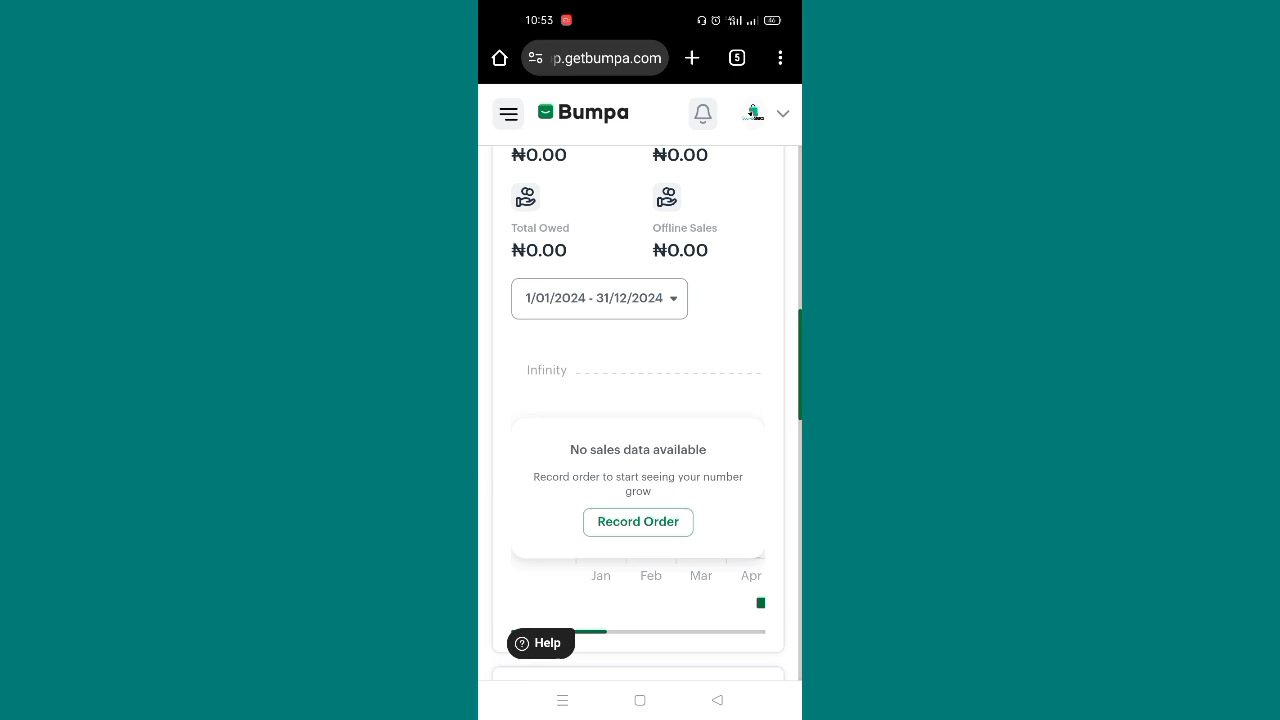 10:53
46
p.getbumpa.com
5
Bumpa
₦0.00
₦0.00
Total Owed
Offline Sales
₦0.00
₦0.00
1/01/2024 - 31/12/2024
Infinity
No sales data available
Record order to start seeing your number
grow
Record Order
Jan
Feb
Mar
Apr
Help